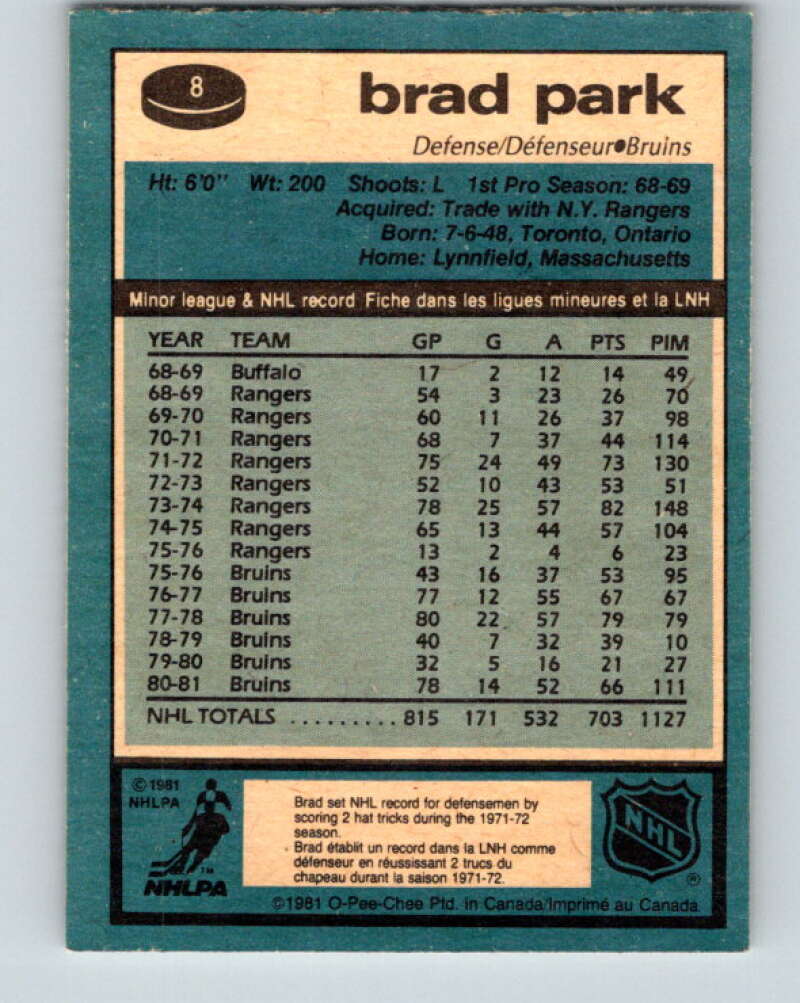 8
brad park
Defense/Défenseur•Bruins
Ht: 6'0" Wt: 200 Shoots: L 1st Pro Season: 68-69
Acquired: Trade with N.Y. Rangers
Born: 7-6-48, Toronto, Ontario
Home: Lynnfield, Massachusetts
Minor league & NHL record Fiche dans les ligues mineures et la LNH
YEAR TEAM GP G A PTS PIM
68-69 Buffalo 17 2 12 14 49
68-69 Rangers 54 3 23 26 70
69-70 Rangers 60 11 26 37 98
70-71 Rangers 68 7 37 44 114
71-72 Rangers 75 24 49 73 130
72-73 Rangers 52 10 43 53 51
73-74 Rangers 78 25 57 82 148
74-75 Rangers 65 13 44 57 104
75-76 Rangers 13 2 4 6 23
75-76 Bruins 43 16 37 53 95
76-77 Bruins 77 12 55 67 67
77-78 Bruins 80 22 57 79 79
78-79 Bruins 40 7 32 39 10
79-80 Bruins 32 5 16 21 27
80-81 Bruins 78 14 52 66 111
NHL TOTALS ......... 815 171 532 703 1127
© 1981
NHLPA
NHLPA
TM
Brad set NHL record for defensemen by
scoring 2 hat tricks during the 1971-72
season.
Brad établit un record dans la LNH comme
défenseur en réussissant 2 trucs du
chapeau durant la saison 1971-72.
NHL
®
©1981 O-Pee-Chee Ptd. in Canada/Imprimé au Canada.